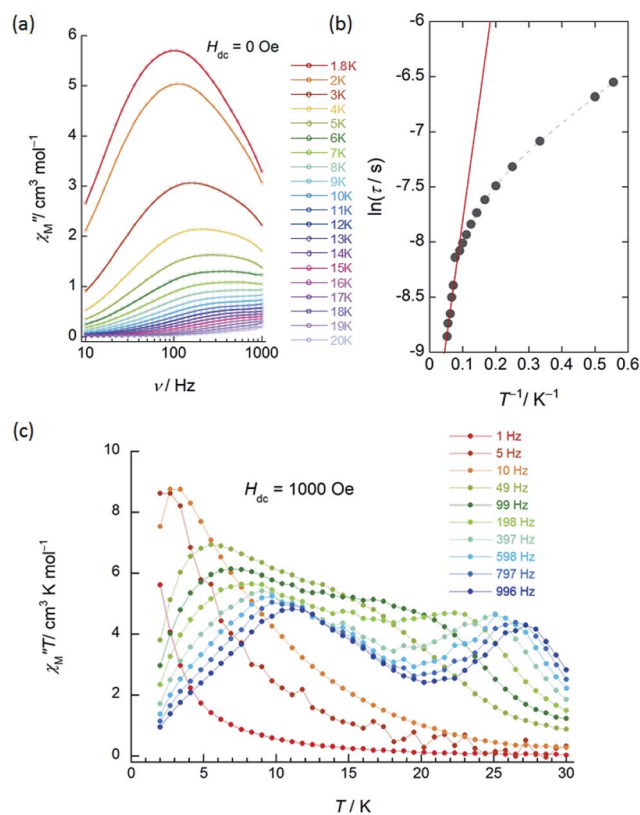 (a)
H_dc = 0 Oe
χ_M″/ cm³ mol⁻¹
6
5
4
3
2
1
0
10
100
1000
ν / Hz
1.8K
2K
3K
4K
5K
6K
7K
8K
9K
10K
11K
12K
13K
14K
15K
16K
17K
18K
19K
20K
(b)
ln(τ / s)
-6
-6.5
-7
-7.5
-8
-8.5
-9
0
0.1
0.2
0.3
0.4
0.5
0.6
T⁻¹/ K⁻¹
(c)
H_dc = 1000 Oe
χ_M″T/ cm³ K mol⁻¹
10
8
6
4
2
0
0
5
10
15
20
25
30
T / K
1 Hz
5 Hz
10 Hz
49 Hz
99 Hz
198 Hz
397 Hz
598 Hz
797 Hz
996 Hz